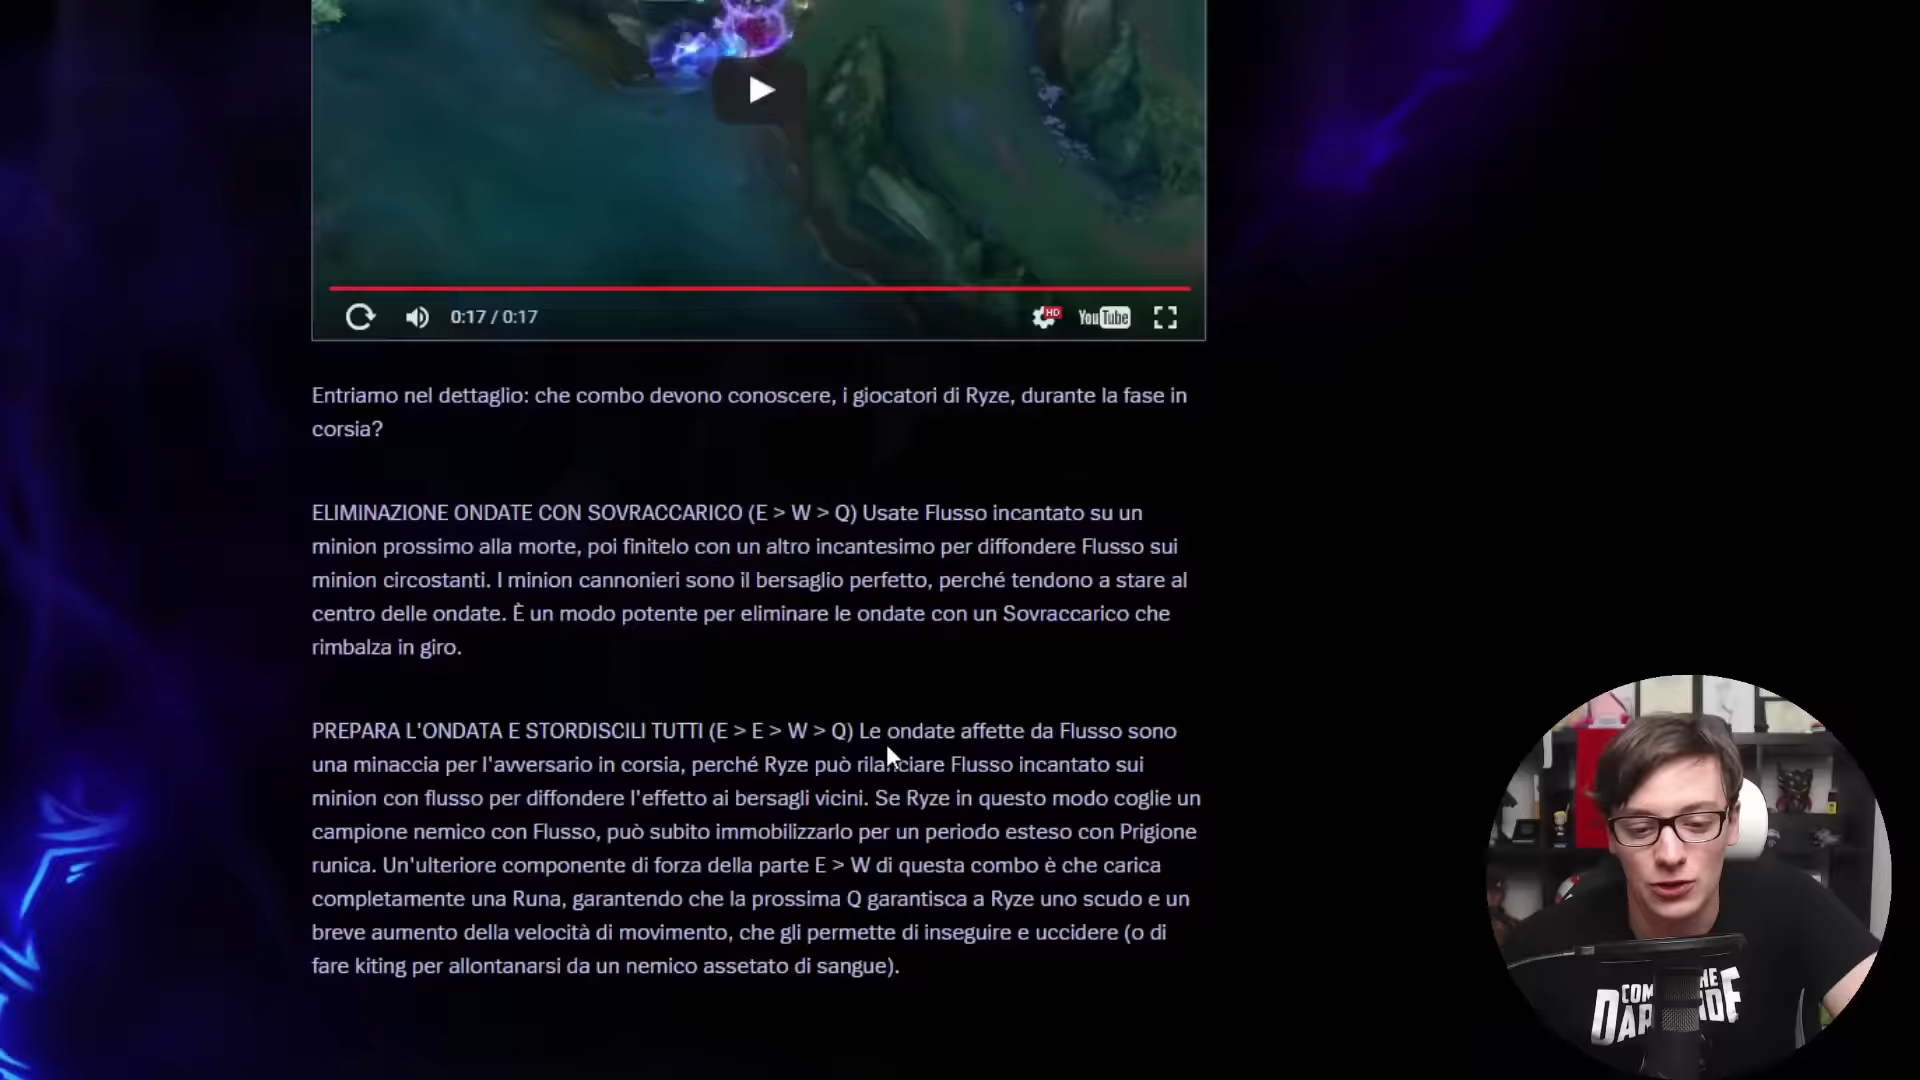 0:17 / 0:17
HD
YouTube
Entriamo nel dettaglio: che combo devono conoscere, i giocatori di Ryze, durante la fase in
corsia?
ELIMINAZIONE ONDATE CON SOVRACCARICO (E > W > Q) Usate Flusso incantato su un
minion prossimo alla morte, poi finitelo con un altro incantesimo per diffondere Flusso sui
minion circostanti. I minion cannonieri sono il bersaglio perfetto, perché tendono a stare al
centro delle ondate. È un modo potente per eliminare le ondate con un Sovraccarico che
rimbalza in giro.
PREPARA L'ONDATA E STORDISCILI TUTTI (E > E > W > Q) Le ondate affette da Flusso sono
una minaccia per l'avversario in corsia, perché Ryze può rilanciare Flusso incantato sui
minion con flusso per diffondere l'effetto ai bersagli vicini. Se Ryze in questo modo coglie un
campione nemico con Flusso, può subito immobilizzarlo per un periodo esteso con Prigione
runica. Un'ulteriore componente di forza della parte E > W di questa combo è che carica
completamente una Runa, garantendo che la prossima Q garantisca a Ryze uno scudo e un
breve aumento della velocità di movimento, che gli permette di inseguire e uccidere (o di
fare kiting per allontanarsi da un nemico assetato di sangue).